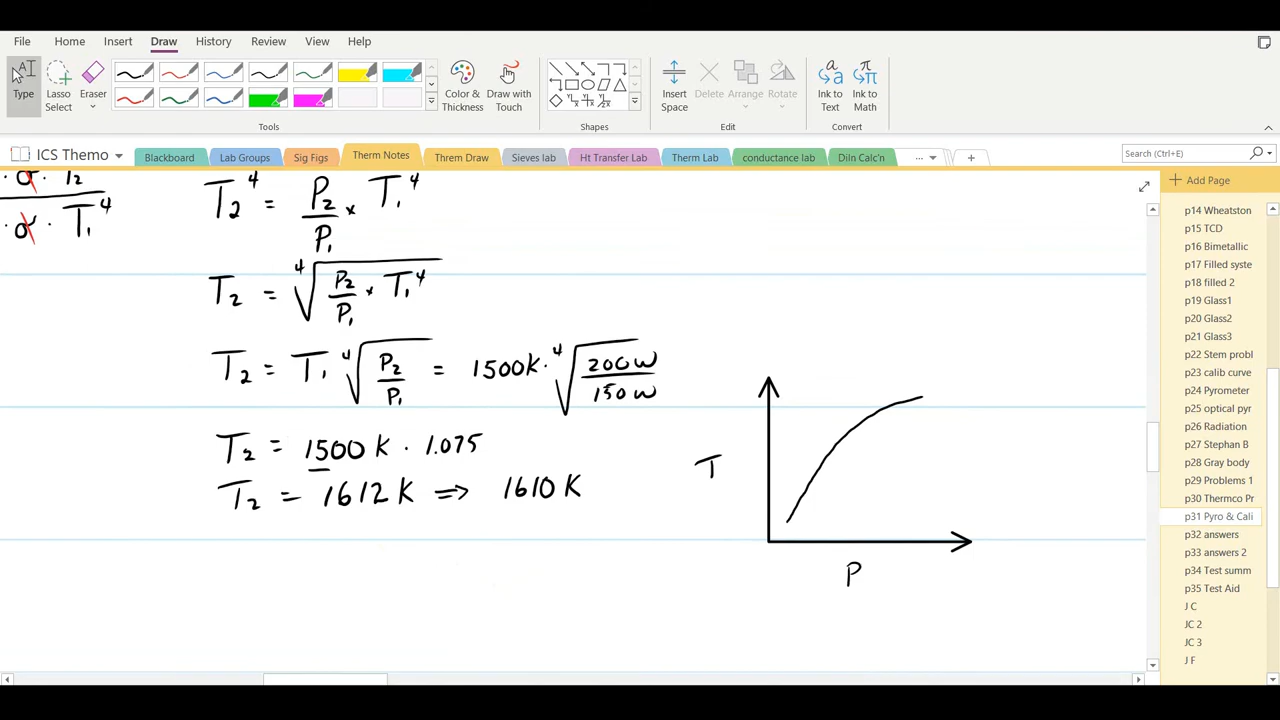 File Home Insert Draw History Review View Help
Type Lasso Select Eraser Color & Thickness Draw with Touch Insert Space Delete Arrange Rotate Ink to Text Ink to Math
Tools Shapes Edit Convert
ICS Themo Blackboard Lab Groups Sig Figs Therm Notes Threm Draw Sieves lab Ht Transfer Lab Therm Lab conductance lab Diln Calc'n ... + Search (Ctrl+E)
· σ · T₂
· σ · T₁⁴
T₂⁴ = P₂/P₁ × T₁⁴
T₂ = ⁴√(P₂/P₁ × T₁⁴)
T₂ = T₁ ⁴√(P₂/P₁) = 1500K · ⁴√(200W/150W)
T₂ = 1500 K · 1.075
T₂ = 1612 K ⇒ 1610 K
T
P
Add Page
p14 Wheatston
p15 TCD
p16 Bimetallic
p17 Filled syste
p18 filled 2
p19 Glass1
p20 Glass2
p21 Glass3
p22 Stem probl
p23 calib curve
p24 Pyrometer
p25 optical pyr
p26 Radiation
p27 Stephan B
p28 Gray body
p29 Problems 1
p30 Thermco Pr
p31 Pyro & Cali
p32 answers
p33 answers 2
p34 Test summ
p35 Test Aid
J C
JC 2
JC 3
J F